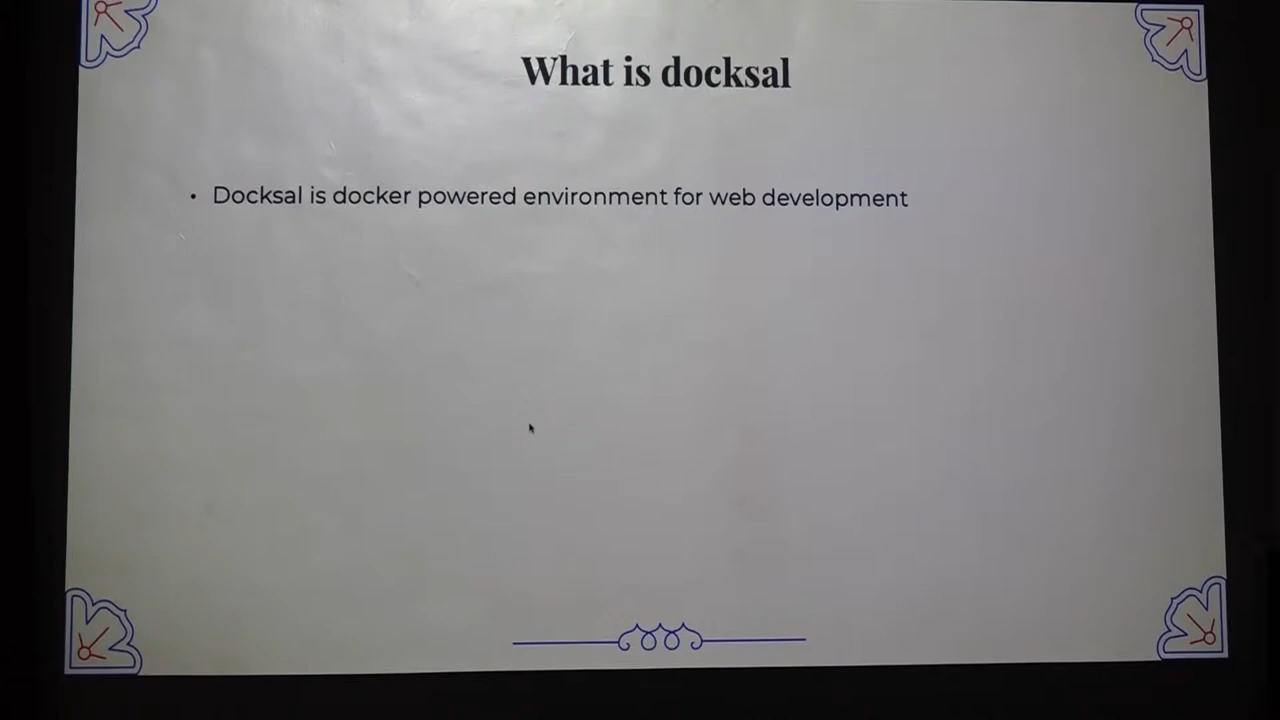 What is docksal
• Docksal is docker powered environment for web development